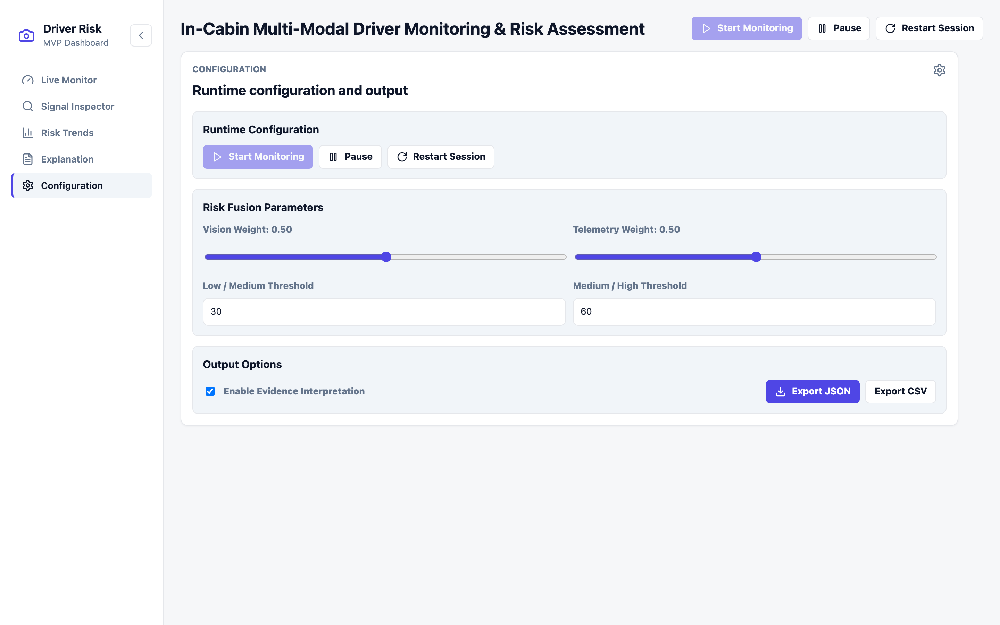 Driver Risk
MVP Dashboard
Live Monitor
Signal Inspector
Risk Trends
Explanation
Configuration
In-Cabin Multi-Modal Driver Monitoring & Risk Assessment
Start Monitoring
Pause
Restart Session
CONFIGURATION
Runtime configuration and output
Runtime Configuration
Start Monitoring
Pause
Restart Session
Risk Fusion Parameters
Vision Weight: 0.50
Telemetry Weight: 0.50
Low / Medium Threshold
Medium / High Threshold
30
60
Output Options
Enable Evidence Interpretation
Export JSON
Export CSV